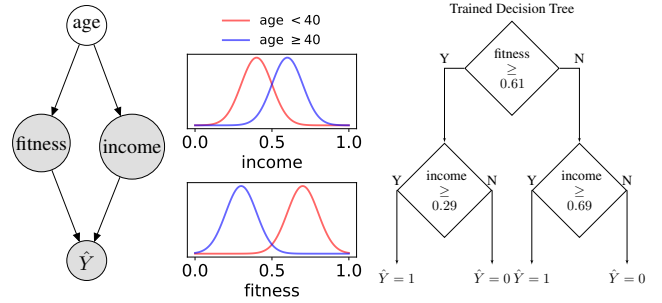 age
fitness
income
Ŷ
age < 40
age ≥ 40
0.0 0.5 1.0
income
0.0 0.5 1.0
fitness
Trained Decision Tree
fitness
≥
0.61
Y N
income
≥
0.29
Y N
income
≥
0.69
Y N
Ŷ = 1 Ŷ = 0 Ŷ = 1 Ŷ = 0